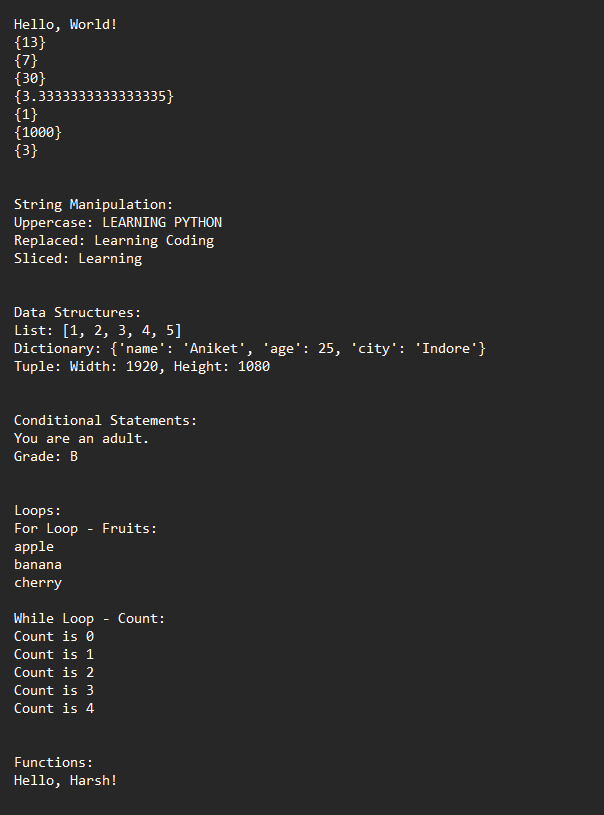 Hello, World!
{13}
{7}
{30}
{3.3333333333333335}
{1}
{1000}
{3}
String Manipulation:
Uppercase: LEARNING PYTHON
Replaced: Learning Coding
Sliced: Learning
Data Structures:
List: [1, 2, 3, 4, 5]
Dictionary: {'name': 'Aniket', 'age': 25, 'city': 'Indore'}
Tuple: Width: 1920, Height: 1080
Conditional Statements:
You are an adult.
Grade: B
Loops:
For Loop - Fruits:
apple
banana
cherry
While Loop - Count:
Count is 0
Count is 1
Count is 2
Count is 3
Count is 4
Functions:
Hello, Harsh!